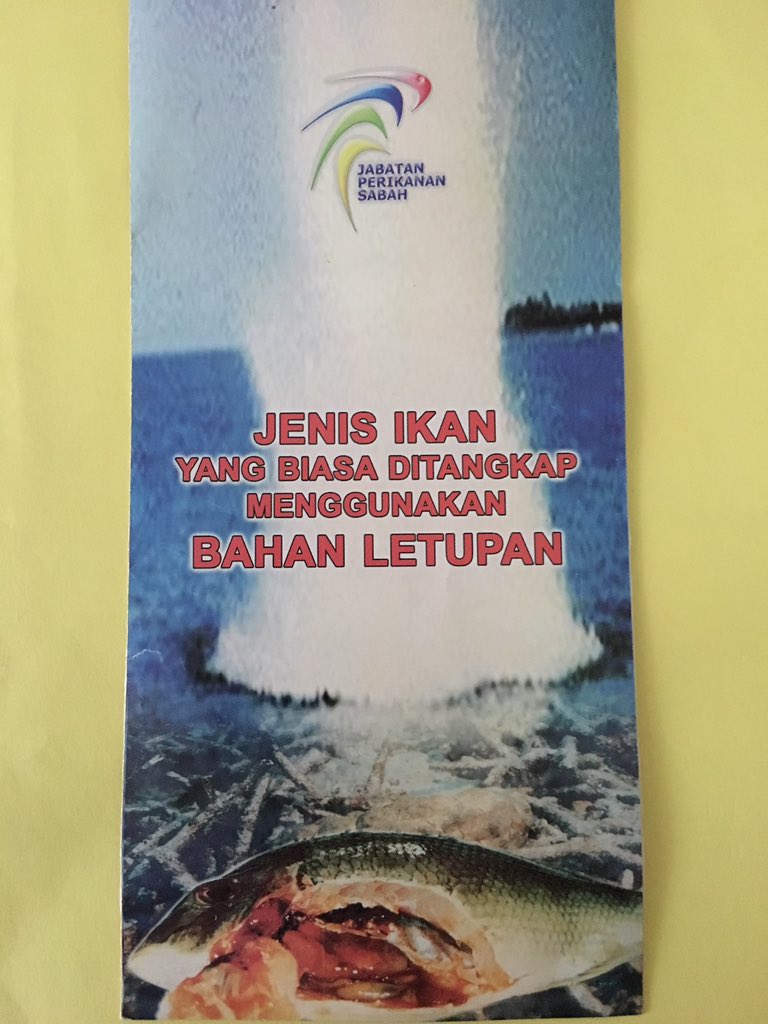 JABATAN
PERIKANAN
SABAH
JENIS IKAN
YANG BIASA DITANGKAP
MENGGUNAKAN
BAHAN LETUPAN